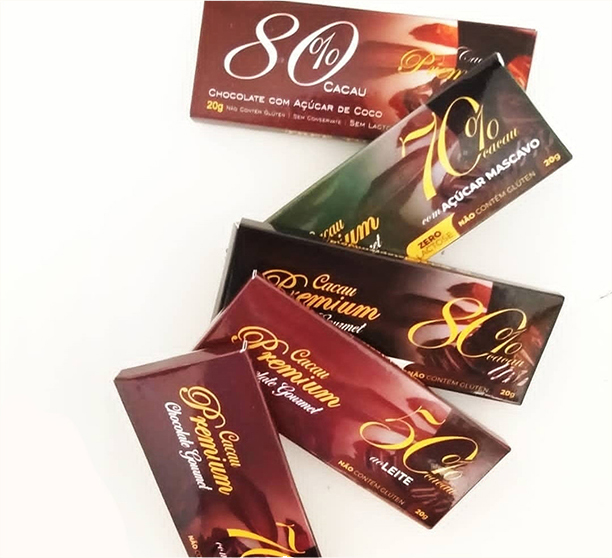 80%
CACAU
CHOCOLATE COM AÇÚCAR DE COCO
20g NÃO CONTÉM GLÚTEN | SEM CONSERVANTE | SEM LACTO
70%
cacau
com AÇÚCAR MASCAVO
ZERO
LACTOSE
NÃO CONTÉM GLÚTEN
20g
Cacau
Premium
80%
cacau
NÃO CONTÉM GLÚTEN
20g
Cacau
Premium
Gourmet
50%
cacau
ao LEITE
NÃO CONTÉM GLÚTEN
20g
Cacau
Premium
Chocolate Gourmet